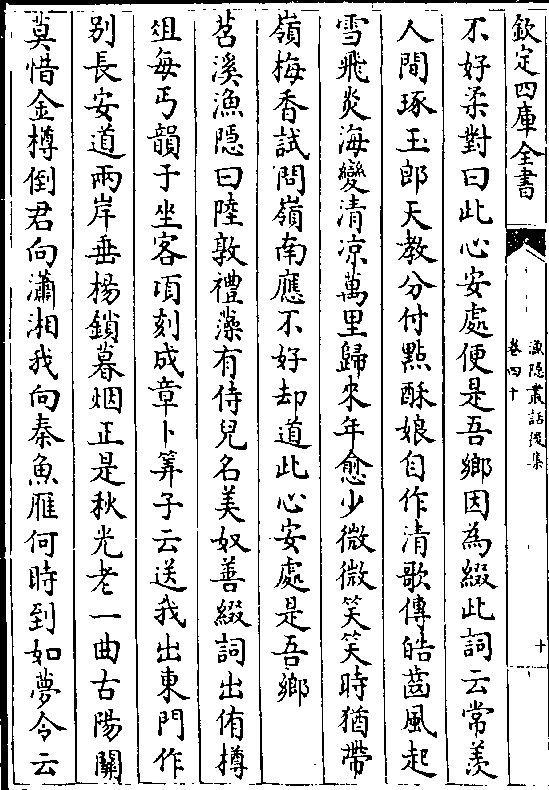 欽定四庫全書
漁隱叢話後集
卷四十
十
不好柔對曰此心安處便是吾鄉因為綴此詞云常羨
人間琢玉郎天教分付點酥娘自作清歌傳皓齒風起
雪飛炎海變清凉萬里歸來年愈少微微笑笑時猶帶
嶺梅香試問嶺南應不好却道此心安處是吾鄉
苕溪漁隱曰陸敦禮藻有侍兒名美奴善綴詞出侑樽
俎每丐韻于坐客頃刻成章卜筭子云送我出東門作
别長安道兩岸垂楊鎖暮烟正是秋光老一曲古陽關
莫惜金樽倒君向瀟湘我向秦魚雁何時到如夢令云